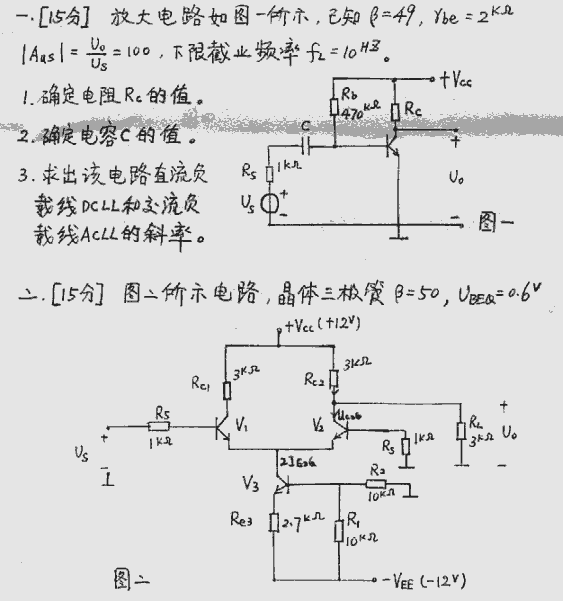 一.[15分] 放大电路如图一所示,已知β=49,rbe=2KΩ
|Aus|=Uo/Us=100,下限截止频率fL=10HZ。
1.确定电阻Rc的值。
2.确定电容C的值。
3.求出该电路直流负
载线DCLL和交流负
载线ACLL的斜率。
+Vcc
Rb
470KΩ
Rc
C
Rs
1KΩ
Us
+
-
+
Uo
-
图一
二.[15分] 图二所示电路,晶体三极管β=50,UBEQ=0.6V
+Vcc(+12V)
Rc1
3KΩ
Rc2
3KΩ
Rs
1KΩ
V1
V2
UC2Q
Rs
1KΩ
RL
3KΩ
+
Uo
-
+
Us
-
2IE2Q
V3
R2
10KΩ
Re3
2.7KΩ
R1
10KΩ
-VEE(-12V)
图二